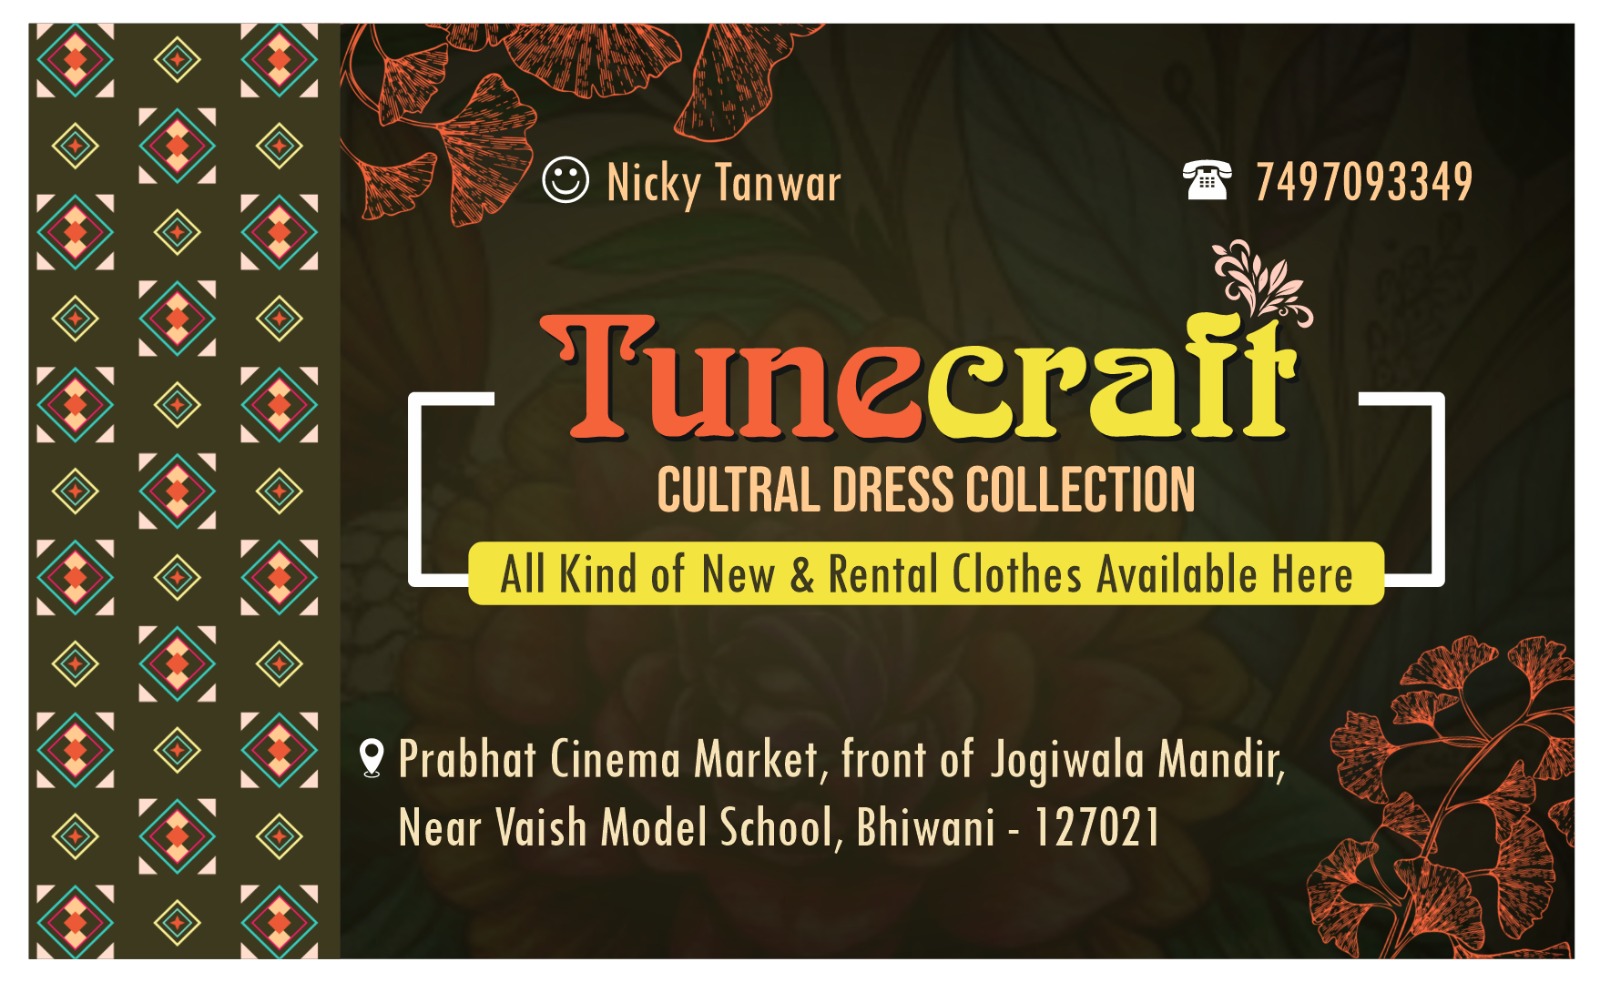 Nicky Tanwar
7497093349
Tunecraft
CULTRAL DRESS COLLECTION
All Kind of New & Rental Clothes Available Here
Prabhat Cinema Market, front of Jogiwala Mandir,
Near Vaish Model School, Bhiwani - 127021